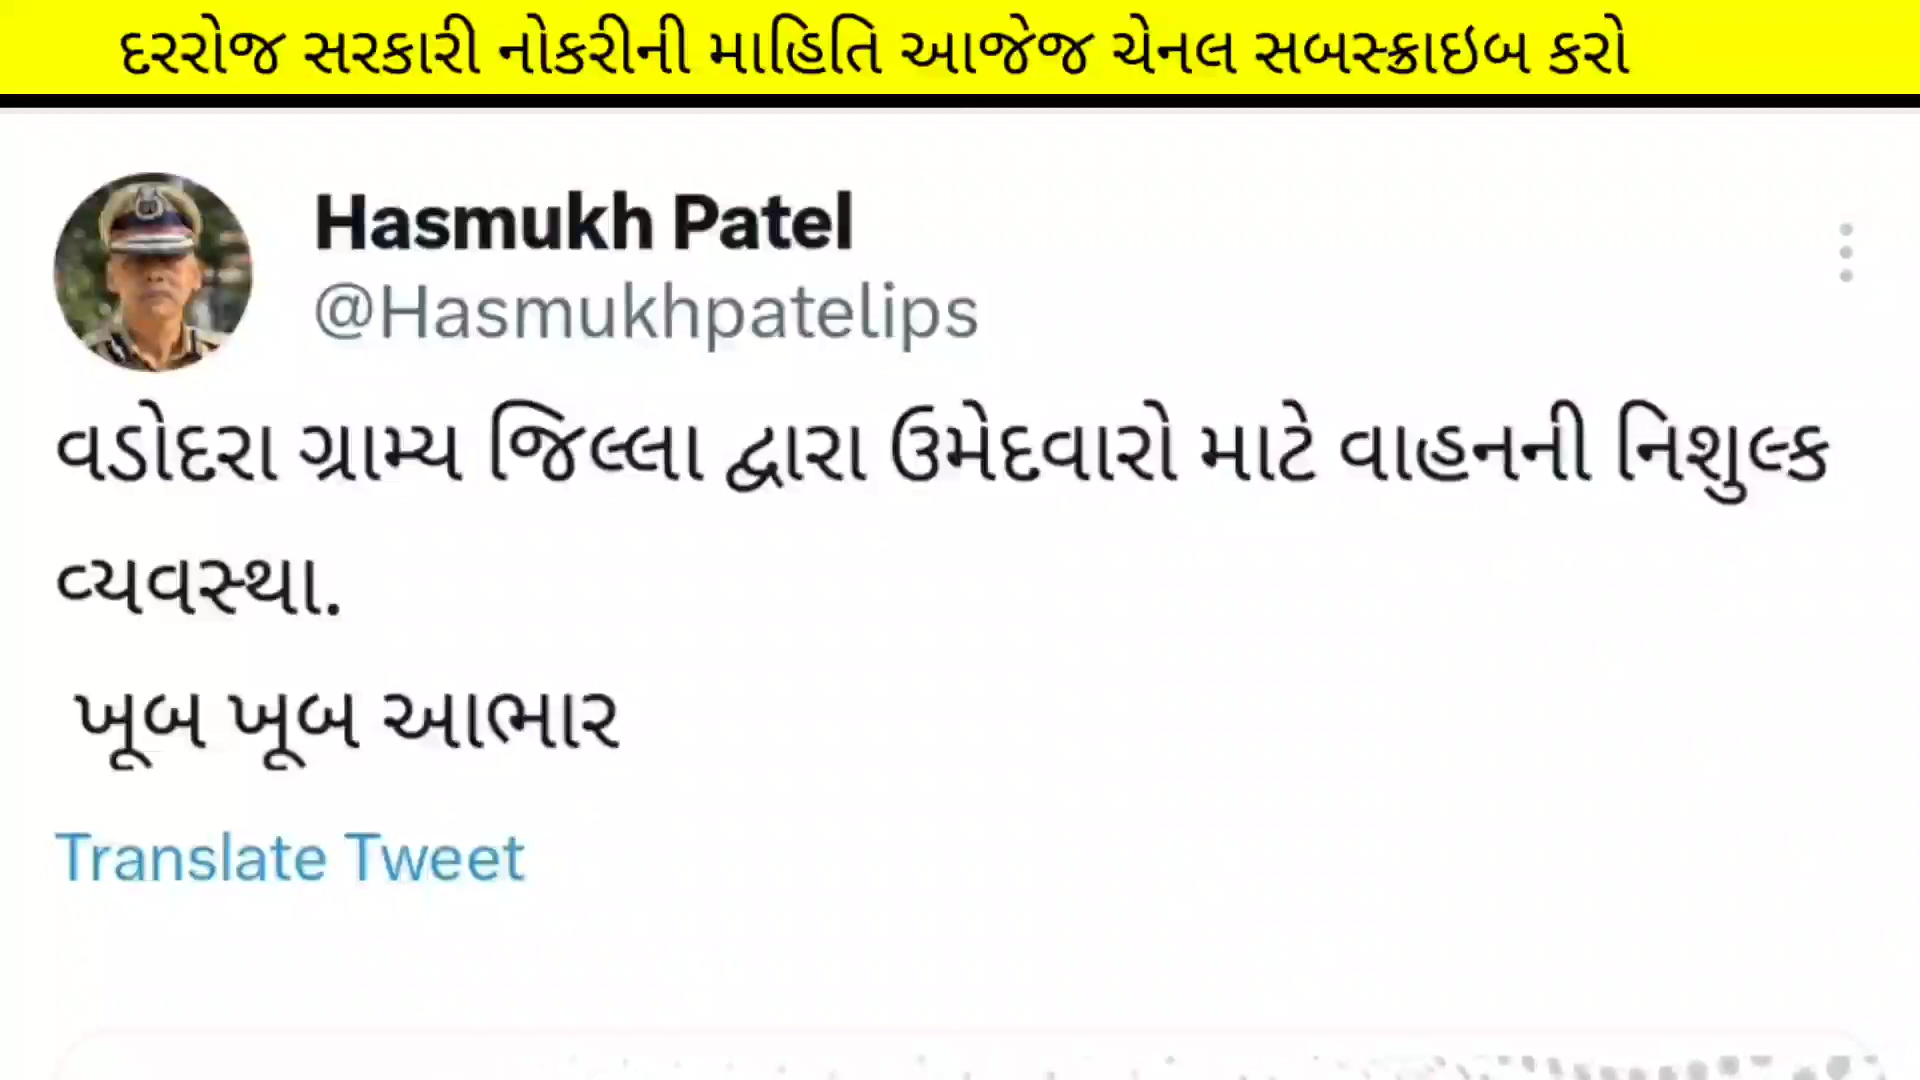 દરરોજ સરકારી નોકરીની માહિતિ આજેજ ચેનલ સબસ્ક્રાઇબ કરો
Hasmukh Patel
@Hasmukhpatelips
વડોદરા ગ્રામ્ય જિલ્લા દ્વારા ઉમેદવારો માટે વાહનની નિશુલ્ક
વ્યવસ્થા.
ખૂબ ખૂબ આભાર
Translate Tweet